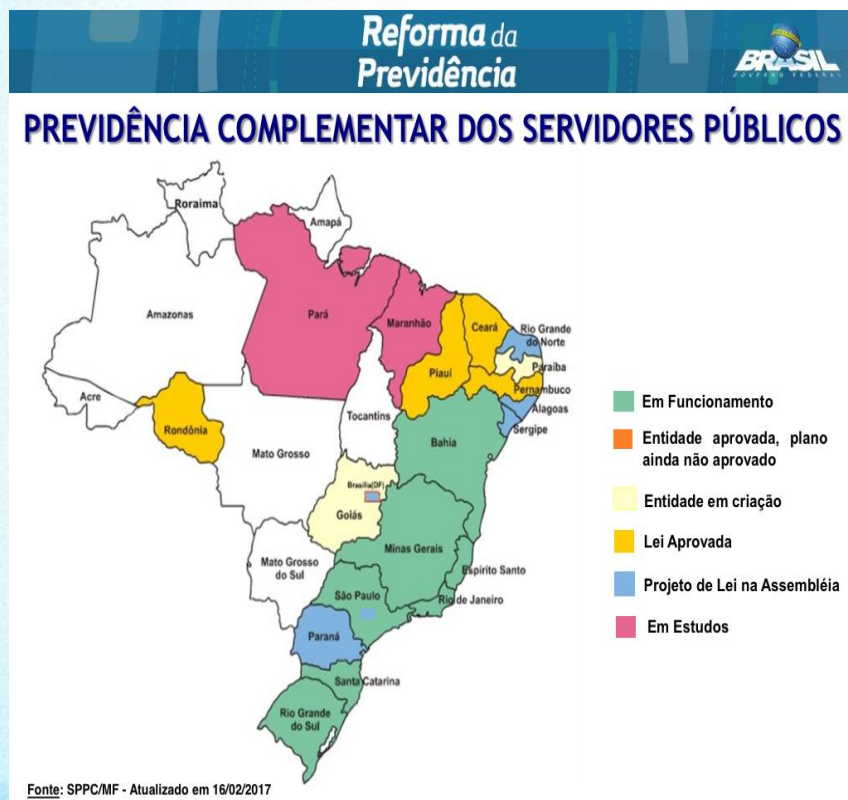 Reforma da
Previdência
BRASIL
GOVERNO FEDERAL
PREVIDÊNCIA COMPLEMENTAR DOS SERVIDORES PÚBLICOS
Roraima
Amapá
Amazonas
Pará
Maranhão
Ceará
Rio Grande
do Norte
Paraíba
Piauí
Pernambuco
Acre
Alagoas
Sergipe
Rondônia
Tocantins
Bahia
Mato Grosso
Brasília(DF)
Goiás
Minas Gerais
Mato Grosso
do Sul
Espírito Santo
São Paulo
Rio de Janeiro
Paraná
Santa Catarina
Rio Grande
do Sul
Em Funcionamento
Entidade aprovada, plano
ainda não aprovado
Entidade em criação
Lei Aprovada
Projeto de Lei na Assembléia
Em Estudos
Fonte: SPPC/MF - Atualizado em 16/02/2017